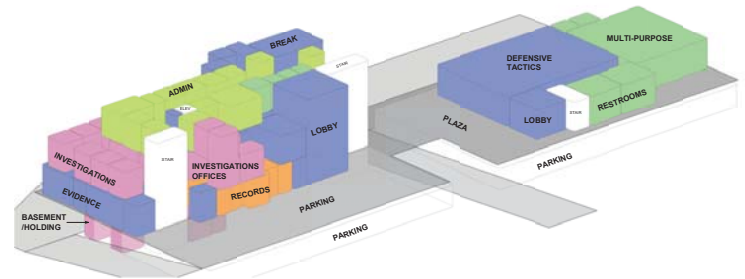 BREAK
STAIR
ADMIN
ELEV
STAIR
LOBBY
INVESTIGATIONS
INVESTIGATIONS
OFFICES
EVIDENCE
RECORDS
BASEMENT
/HOLDING
PARKING
PARKING
MULTI-PURPOSE
DEFENSIVE
TACTICS
STAIR
RESTROOMS
LOBBY
PLAZA
PARKING